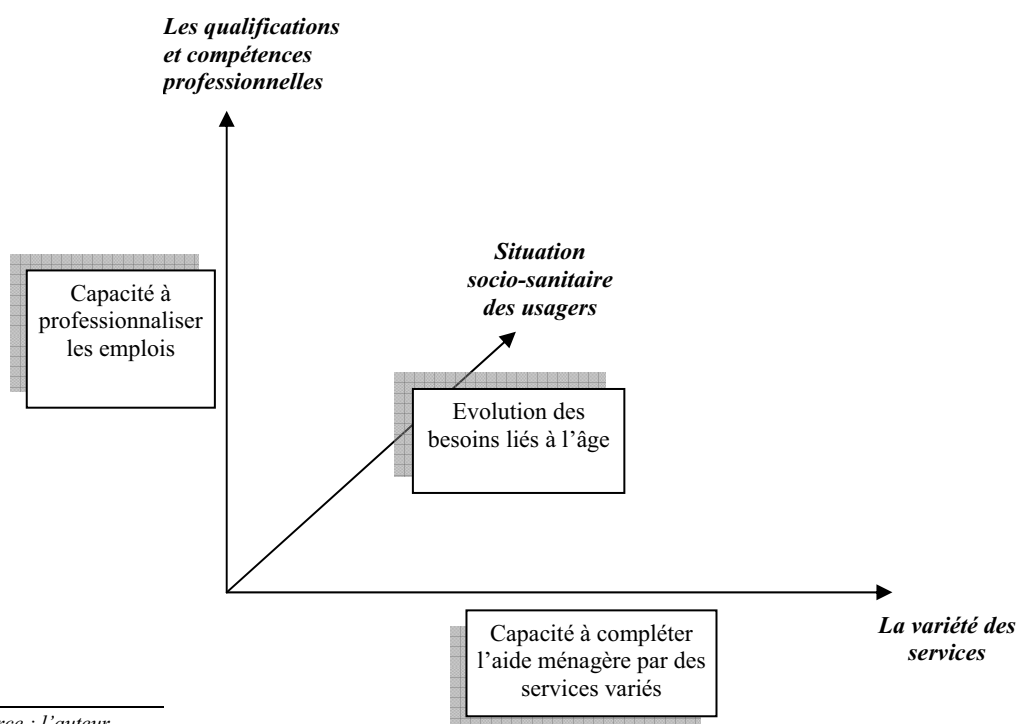 Les qualifications
et compétences
professionnelles
Situation
socio-sanitaire
des usagers
Capacité à
professionnaliser
les emplois
Evolution des
besoins liés à l’âge
Capacité à compléter
l’aide ménagère par des
services variés
La variété des
services
: l’auteur